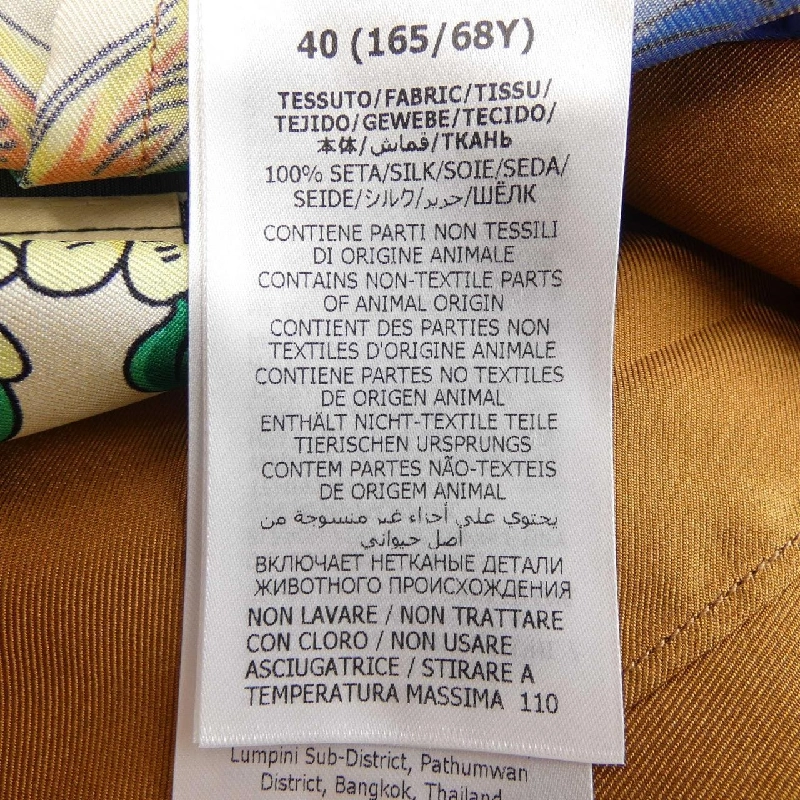 40 (165/68Y)
TESSUTO/FABRIC/TISSU/
TEJIDO/GEWEBE/TECIDO/
本体/قماش/ТКАНЬ
100% SETA/SILK/SOIE/SEDA/
SEIDE/シルク/حرير/ШЁЛК
CONTIENE PARTI NON TESSILI
DI ORIGINE ANIMALE
CONTAINS NON-TEXTILE PARTS
OF ANIMAL ORIGIN
CONTIENT DES PARTIES NON
TEXTILES D'ORIGINE ANIMALE
CONTIENE PARTES NO TEXTILES
DE ORIGEN ANIMAL
ENTHÄLT NICHT-TEXTILE TEILE
TIERISCHEN URSPRUNGS
CONTEM PARTES NÃO-TEXTEIS
DE ORIGEM ANIMAL
يحتوي على أجزاء غير منسوجة من
أصل حيواني
ВКЛЮЧАЕТ НЕТКАНЫЕ ДЕТАЛИ
ЖИВОТНОГО ПРОИСХОЖДЕНИЯ
NON LAVARE / NON TRATTARE
CON CLORO / NON USARE
ASCIUGATRICE / STIRARE A
TEMPERATURA MASSIMA 110
Lumpini Sub-District, Pathumwan
District, Bangkok, Thailand